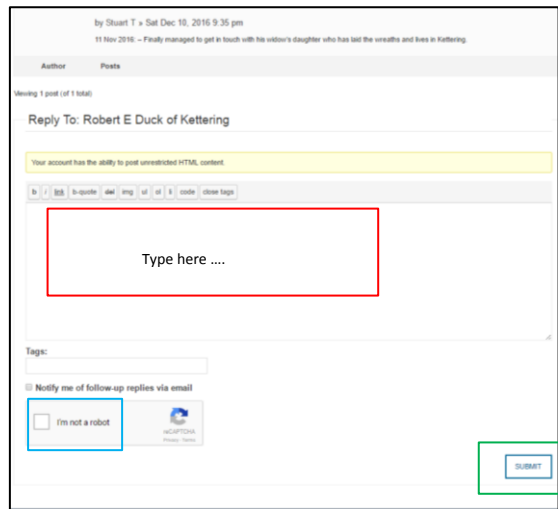 by Stuart T » Sat Dec 10, 2016 9:35 pm
11 Nov 2016: – Finally managed to get in touch with his widow's daughter who has laid the wreaths and lives in Kettering.
Author Posts
Viewing 1 post (of 1 total)
Reply To: Robert E Duck of Kettering
Your account has the ability to post unrestricted HTML content.
b i link b-quote del img ul ol li code close tags
Type here ....
Tags:
Notify me of follow-up replies via email
I'm not a robot
reCAPTCHA
Privacy - Terms
SUBMIT